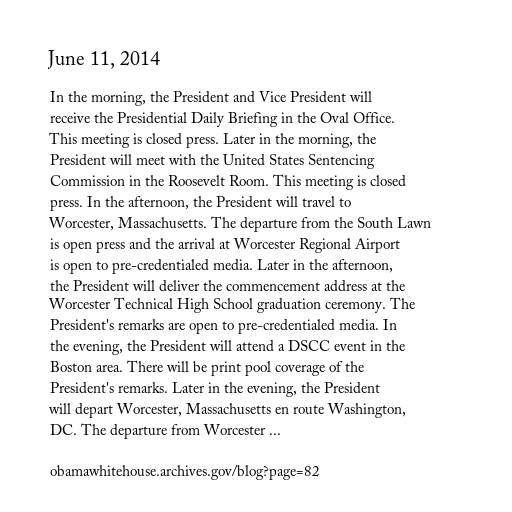 June 11, 2014
In the morning, the President and Vice President will
receive the Presidential Daily Briefing in the Oval Office.
This meeting is closed press. Later in the morning, the
President will meet with the United States Sentencing
Commission in the Roosevelt Room. This meeting is closed
press. In the afternoon, the President will travel to
Worcester, Massachusetts. The departure from the South Lawn
is open press and the arrival at Worcester Regional Airport
is open to pre-credentialed media. Later in the afternoon,
the President will deliver the commencement address at the
Worcester Technical High School graduation ceremony. The
President's remarks are open to pre-credentialed media. In
the evening, the President will attend a DSCC event in the
Boston area. There will be print pool coverage of the
President's remarks. Later in the evening, the President
will depart Worcester, Massachusetts en route Washington,
DC. The departure from Worcester ...
obamawhitehouse.archives.gov/blog?page=82